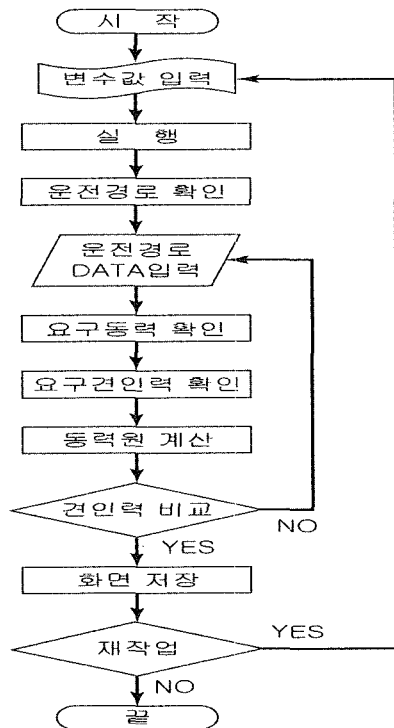 시 작
변수값 입력
실 행
운전경로 확인
운전경로
DATA입력
요구동력 확인
요구견인력 확인
동력원 계산
견인력 비교
NO
YES
화면 저장
재작업
YES
NO
끝